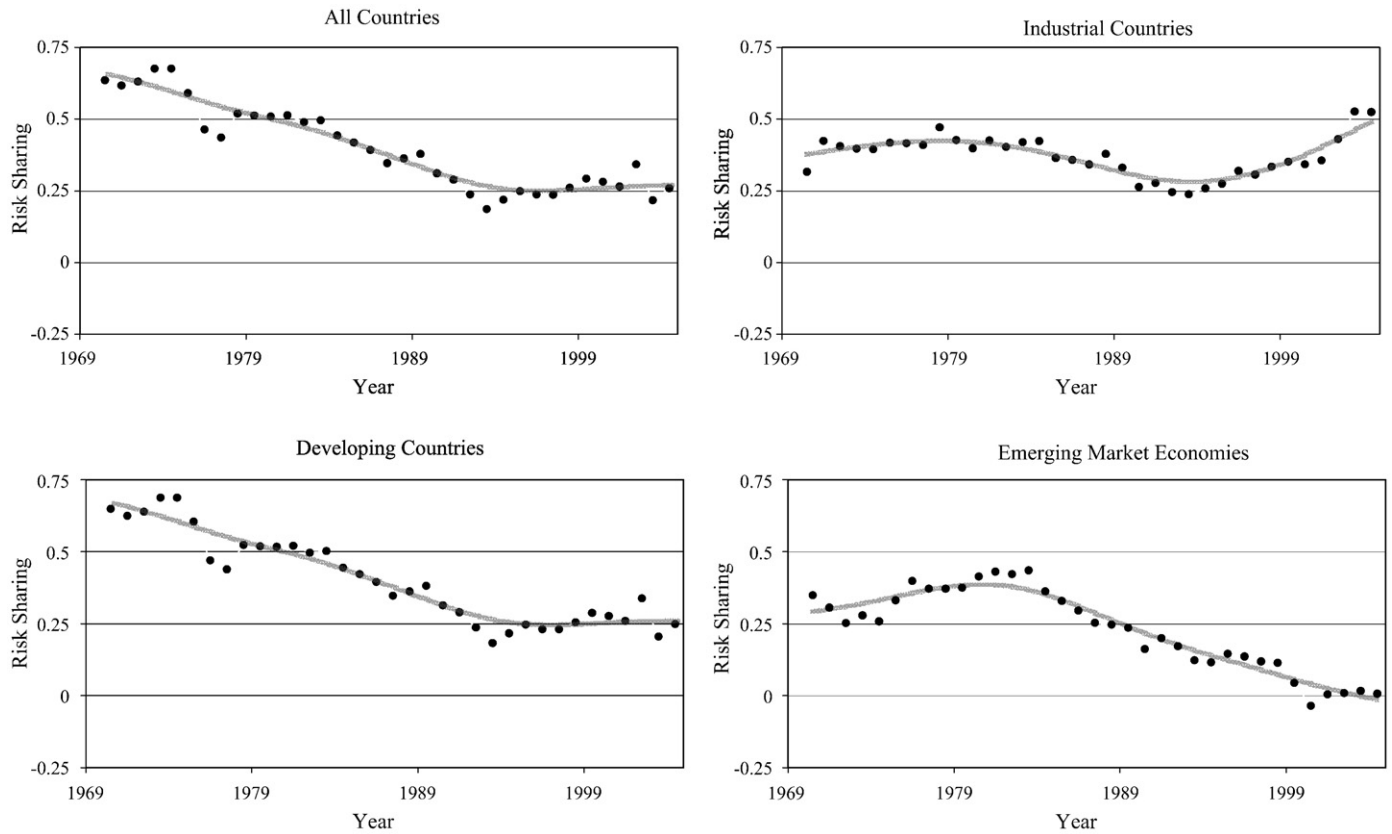 All Countries
0.75
0.5
0.25
0
-0.25
Risk Sharing
1969 1979 1989 1999
Year
Industrial Countries
0.75
0.5
0.25
0
-0.25
Risk Sharing
1969 1979 1989 1999
Year
Developing Countries
0.75
0.5
0.25
0
-0.25
Risk Sharing
1969 1979 1989 1999
Year
Emerging Market Economies
0.75
0.5
0.25
0
-0.25
Risk Sharing
1969 1979 1989 1999
Year